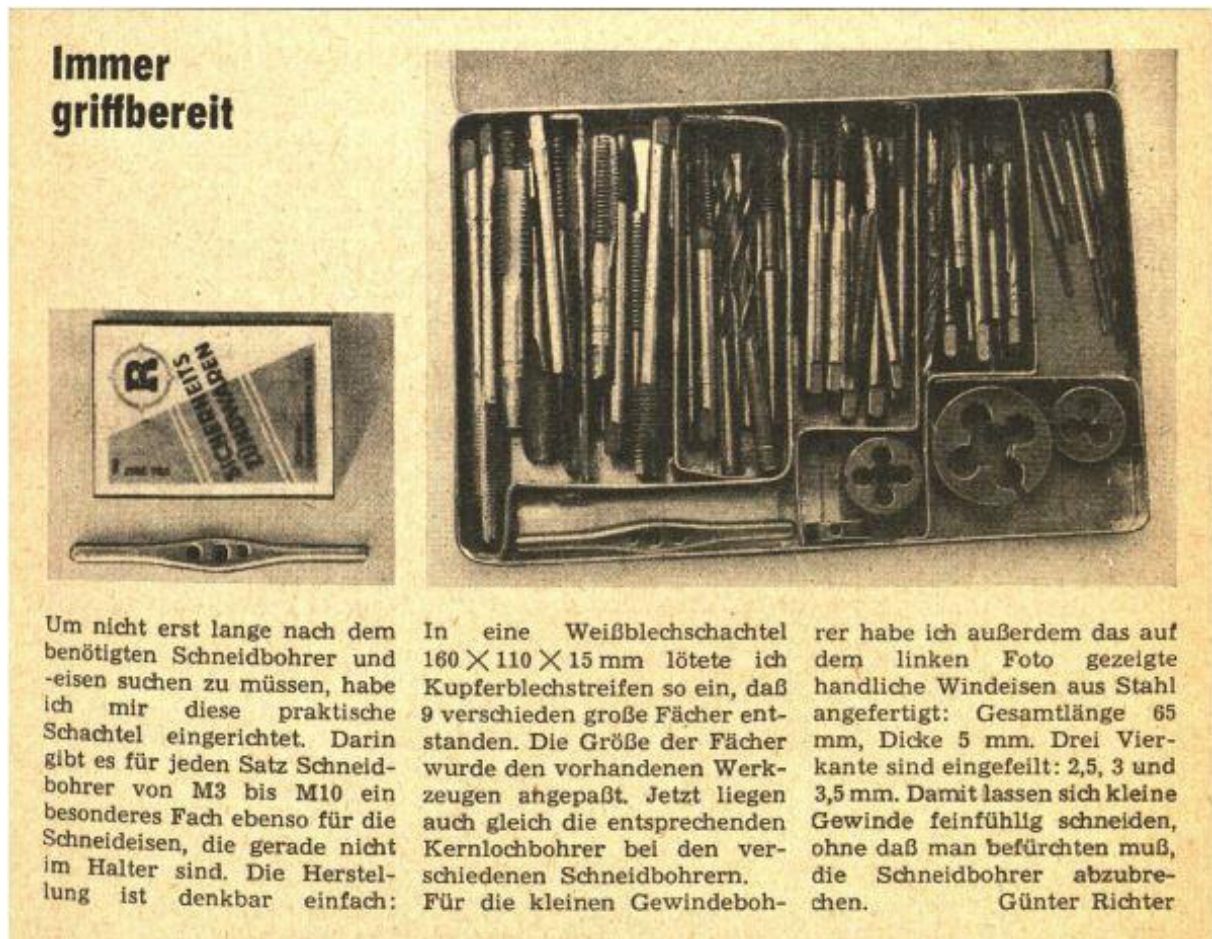 Immer
griffbereit
R
SICHERHEITS
ZÜNDWAREN
Um nicht erst lange nach dem
benötigten Schneidbohrer und
-eisen suchen zu müssen, habe
ich mir diese praktische
Schachtel eingerichtet. Darin
gibt es für jeden Satz Schneid-
bohrer von M3 bis M10 ein
besonderes Fach ebenso für die
Schneideisen, die gerade nicht
im Halter sind. Die Herstel-
lung ist denkbar einfach:
In eine Weißblechschachtel
160 × 110 × 15 mm lötete ich
Kupferblechstreifen so ein, daß
9 verschieden große Fächer ent-
standen. Die Größe der Fächer
wurde den vorhandenen Werk-
zeugen angepaßt. Jetzt liegen
auch gleich die entsprechenden
Kernlochbohrer bei den ver-
schiedenen Schneidbohrern.
Für die kleinen Gewindeboh-
rer habe ich außerdem das auf
dem linken Foto gezeigte
handliche Windeisen aus Stahl
angefertigt: Gesamtlänge 65
mm, Dicke 5 mm. Drei Vier-
kante sind eingefeilt: 2,5, 3 und
3,5 mm. Damit lassen sich kleine
Gewinde feinfühlig schneiden,
ohne daß man befürchten muß,
die Schneidbohrer abzubre-
chen. Günter Richter